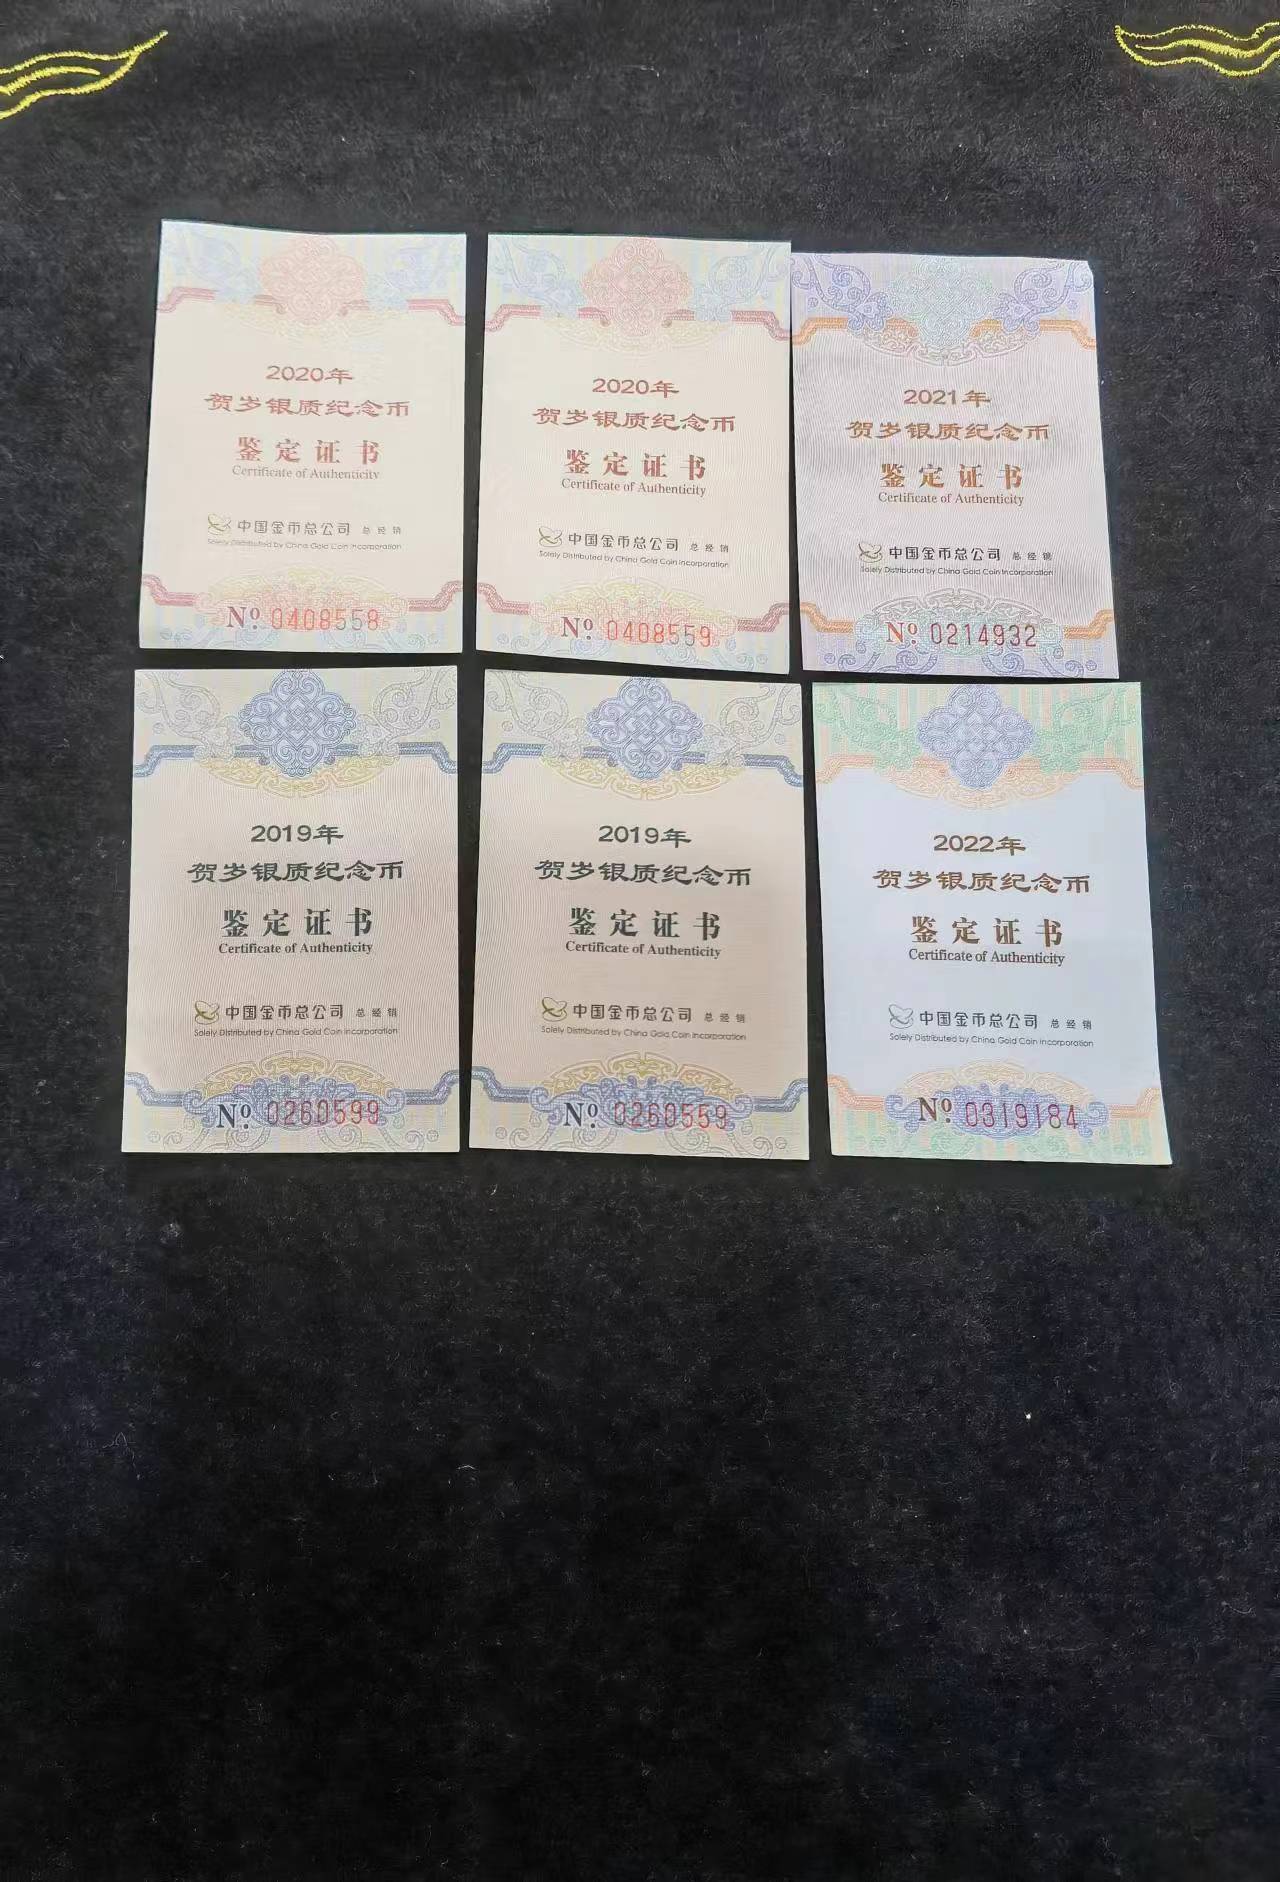 2020年
贺岁银质纪念币
鉴定证书
Certificate of Authenticity
中国金币总公司 总经销
Solely Distributed by China Gold Coin Incorporation
Nº 0408558
2020年
贺岁银质纪念币
鉴定证书
Certificate of Authenticity
中国金币总公司 总经销
Solely Distributed by China Gold Coin Incorporation
Nº 0408559
2021年
贺岁银质纪念币
鉴定证书
Certificate of Authenticity
中国金币总公司 总经销
Solely Distributed by China Gold Coin Incorporation
Nº 0214932
2019年
贺岁银质纪念币
鉴定证书
Certificate of Authenticity
中国金币总公司 总经销
Solely Distributed by China Gold Coin Incorporation
Nº 0260599
2019年
贺岁银质纪念币
鉴定证书
Certificate of Authenticity
中国金币总公司 总经销
Solely Distributed by China Gold Coin Incorporation
Nº 0260559
2022年
贺岁银质纪念币
鉴定证书
Certificate of Authenticity
中国金币总公司 总经销
Solely Distributed by China Gold Coin Incorporation
Nº 0319184